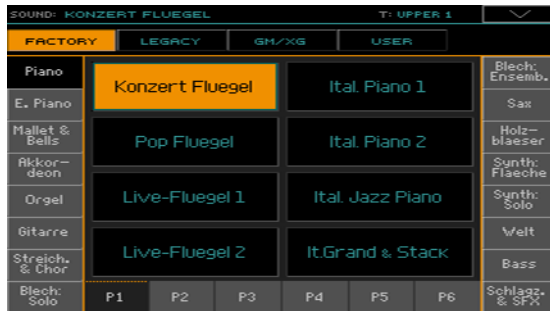 SOUND: KONZERT FLUEGEL T: UPPER 1
FACTORY LEGACY GM/XG USER
Piano
E. Piano
Mallet &
Bells
Akkor-
deon
Orgel
Gitarre
Streich.
& Chor
Blech:
Solo
Konzert Fluegel Ital. Piano 1
Pop Fluegel Ital. Piano 2
Live-Fluegel 1 Ital. Jazz Piano
Live-Fluegel 2 It.Grand & Stack
P1 P2 P3 P4 P5 P6
Blech:
Ensemb.
Sax
Holz-
blaeser
Synth:
Flaeche
Synth:
Solo
Welt
Bass
Schlagz.
& SFX